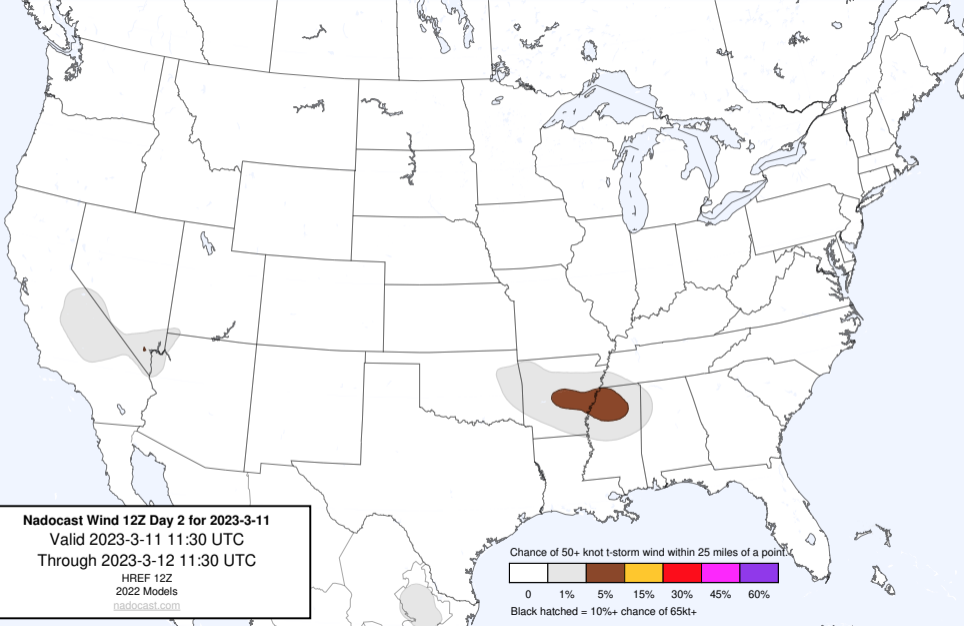 Nadocast Wind 12Z Day 2 for 2023-3-11
Valid 2023-3-11 11:30 UTC
Through 2023-3-12 11:30 UTC
HREF 12Z
2022 Models
nadocast.com
Chance of 50+ knot t-storm wind within 25 miles of a point.
0 1% 5% 15% 30% 45% 60%
Black hatched = 10%+ chance of 65kt+